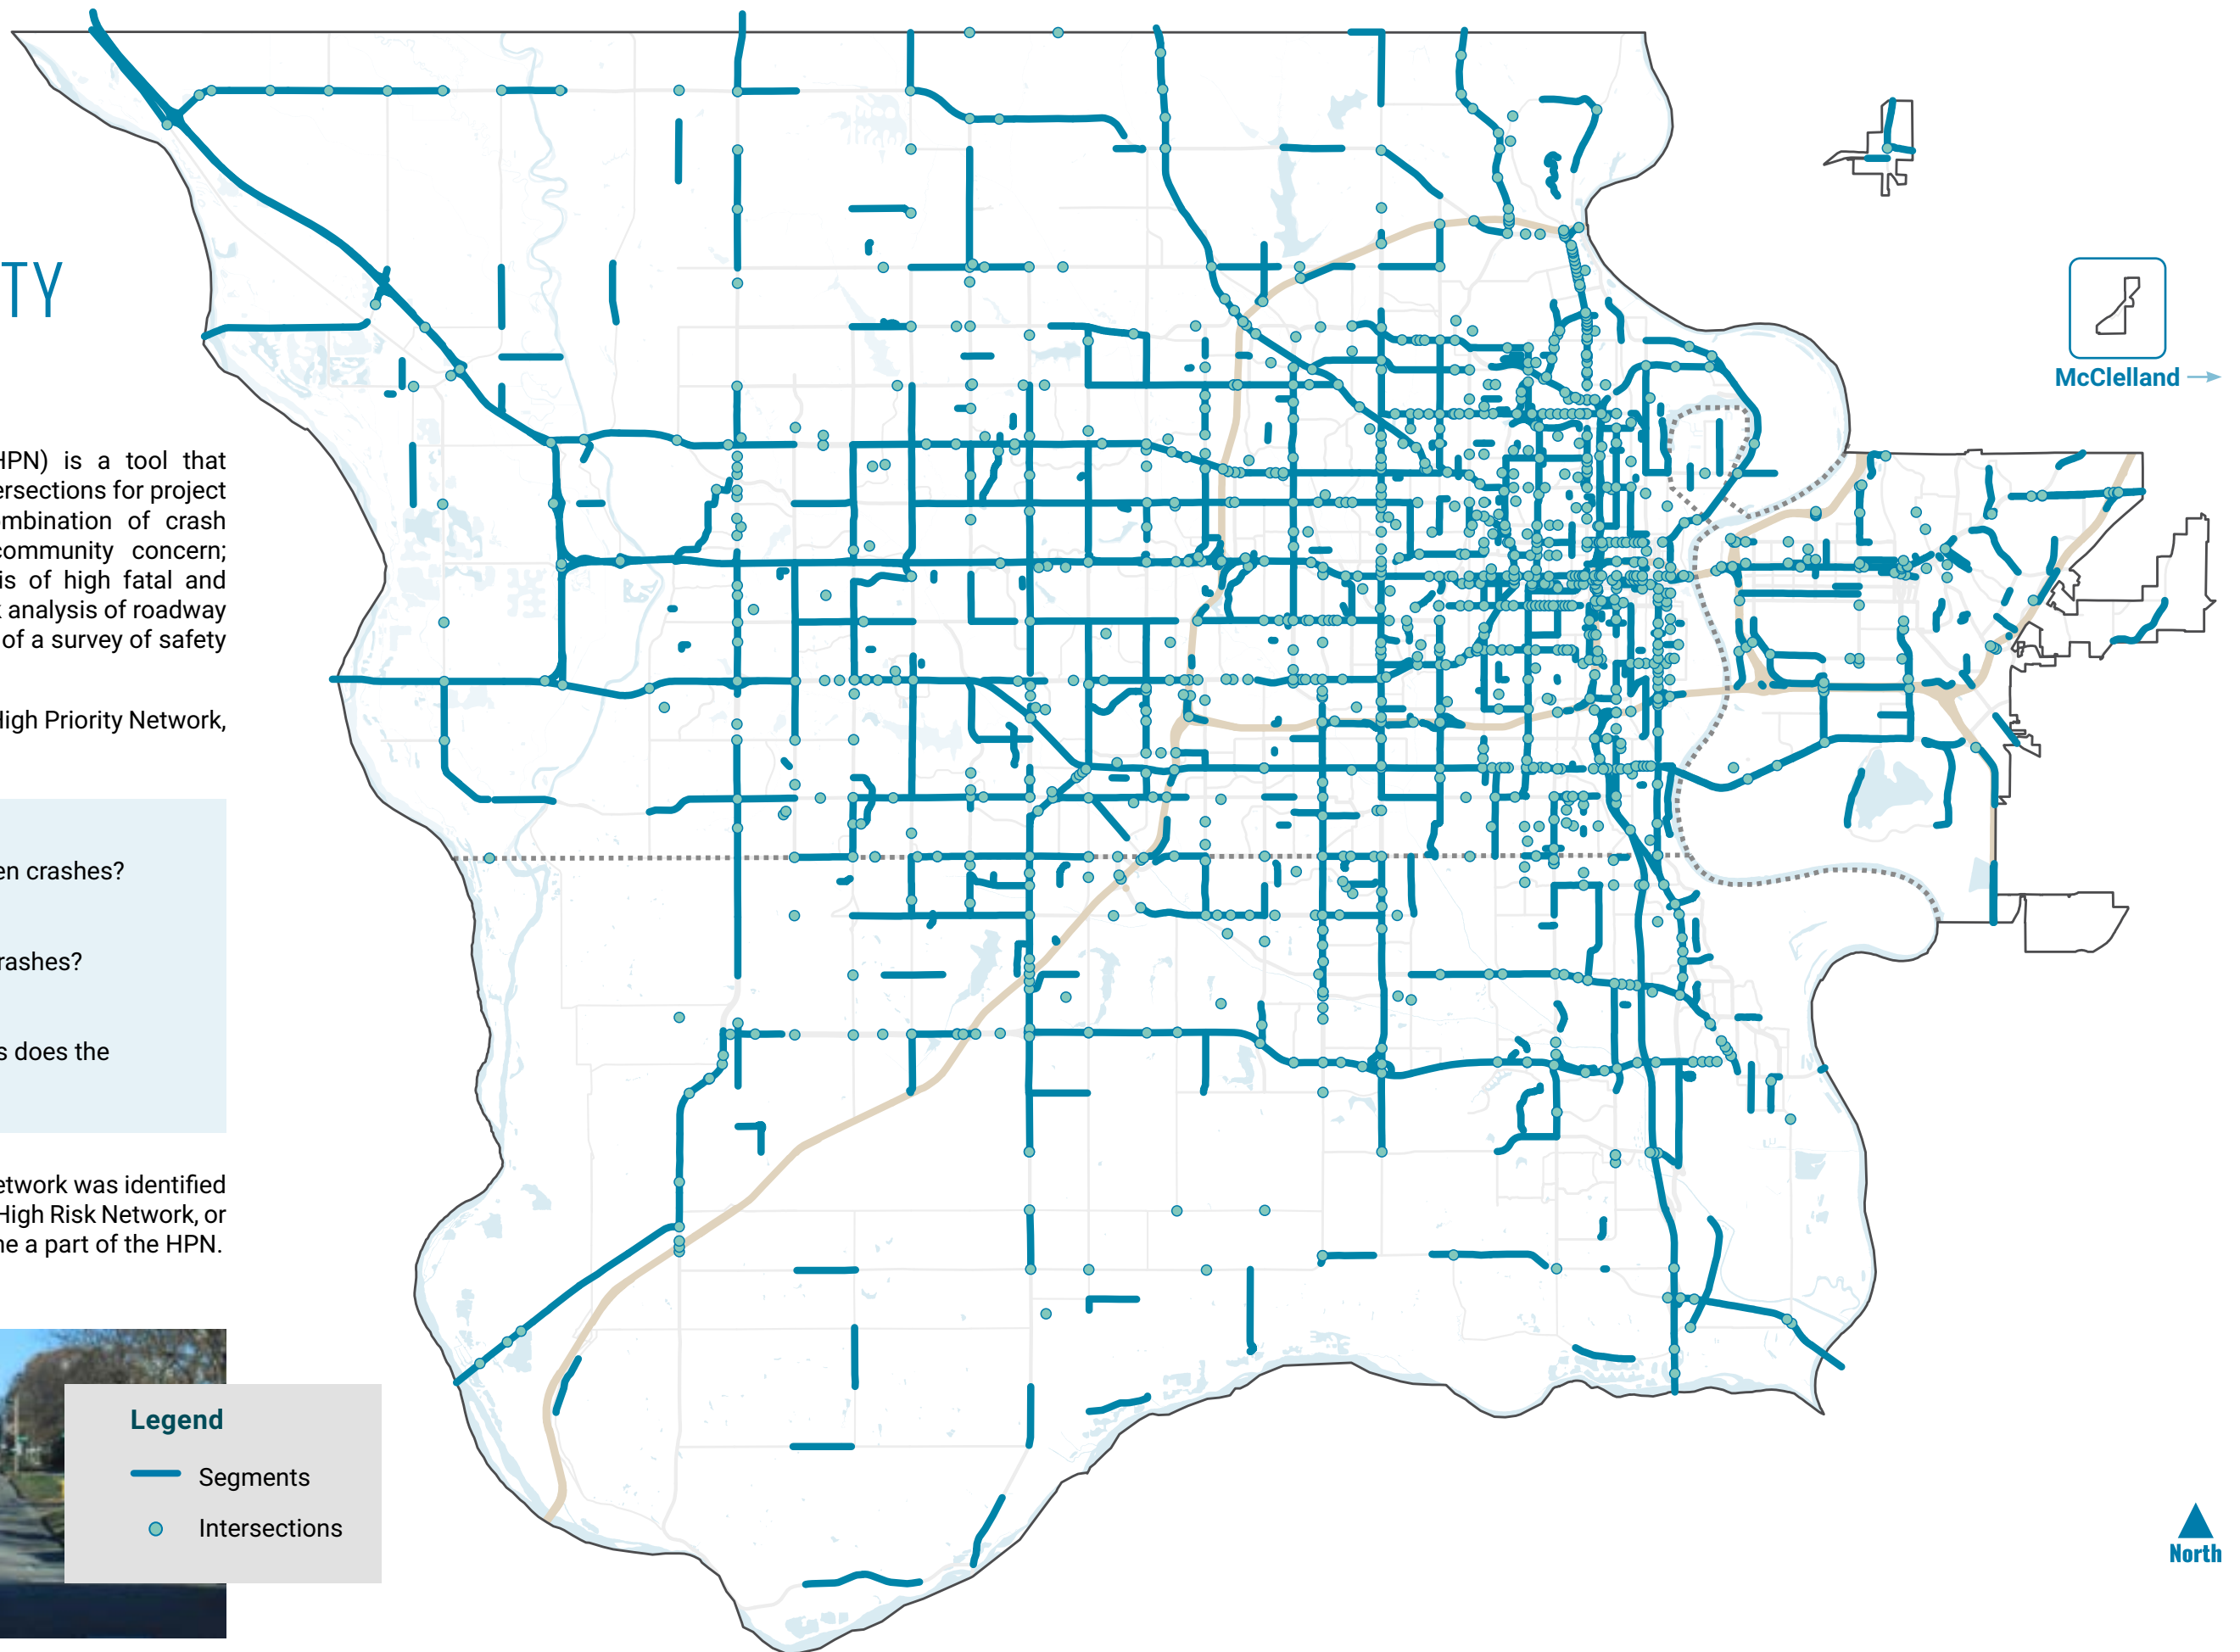 TY
HPN) is a tool that
ersections for project
ombination of crash
community concern;
is of high fatal and
k analysis of roadway
of a survey of safety
High Priority Network,
en crashes?
rashes?
s does the
etwork was identified
High Risk Network, or
ne a part of the HPN.
Legend
Segments
Intersections
McClelland
North